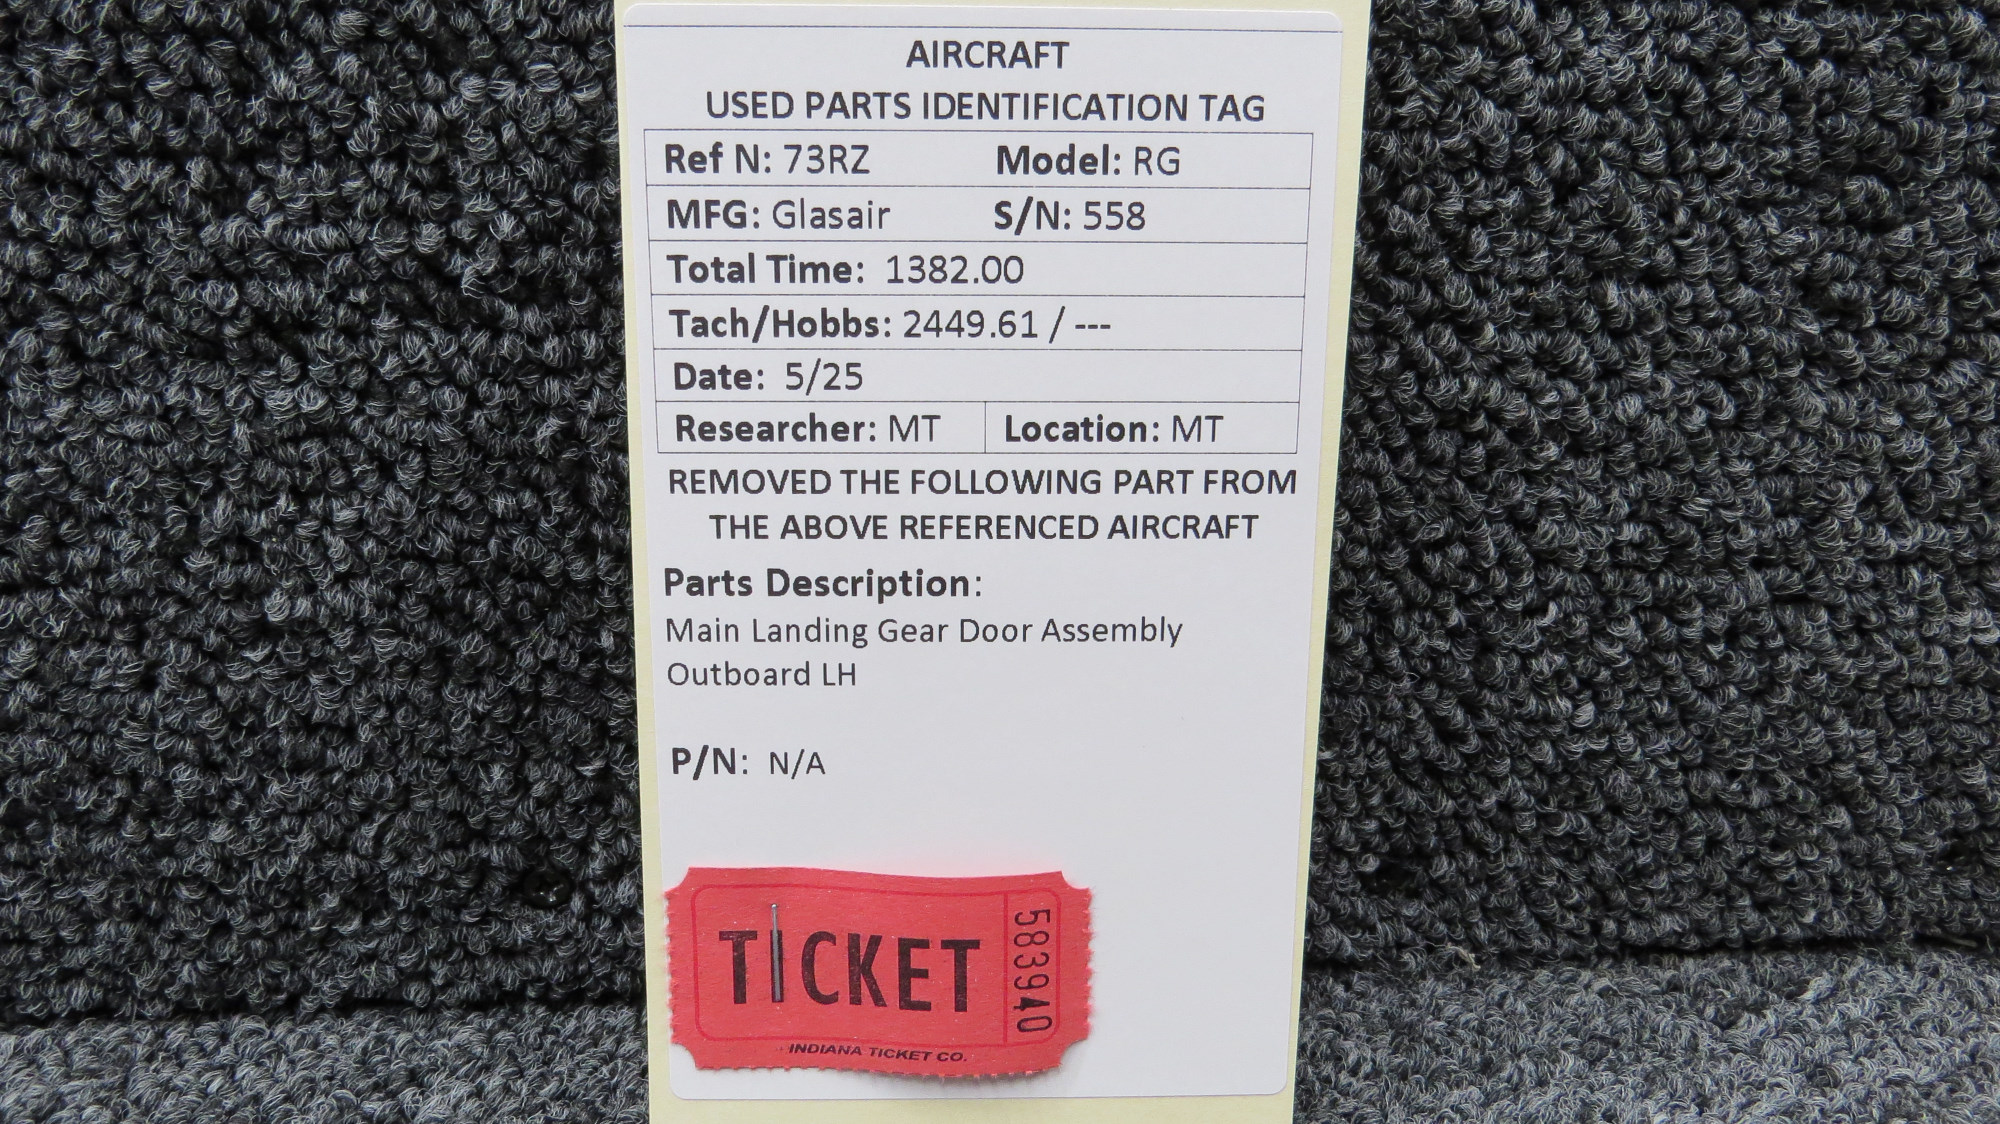 AIRCRAFT
USED PARTS IDENTIFICATION TAG
Ref N: 73RZ Model: RG
MFG: Glasair S/N: 558
Total Time: 1382.00
Tach/Hobbs: 2449.61 / ---
Date: 5/25
Researcher: MT Location: MT
REMOVED THE FOLLOWING PART FROM
THE ABOVE REFERENCED AIRCRAFT
Parts Description:
Main Landing Gear Door Assembly
Outboard LH
P/N: N/A
TICKET
583940
INDIANA TICKET CO.